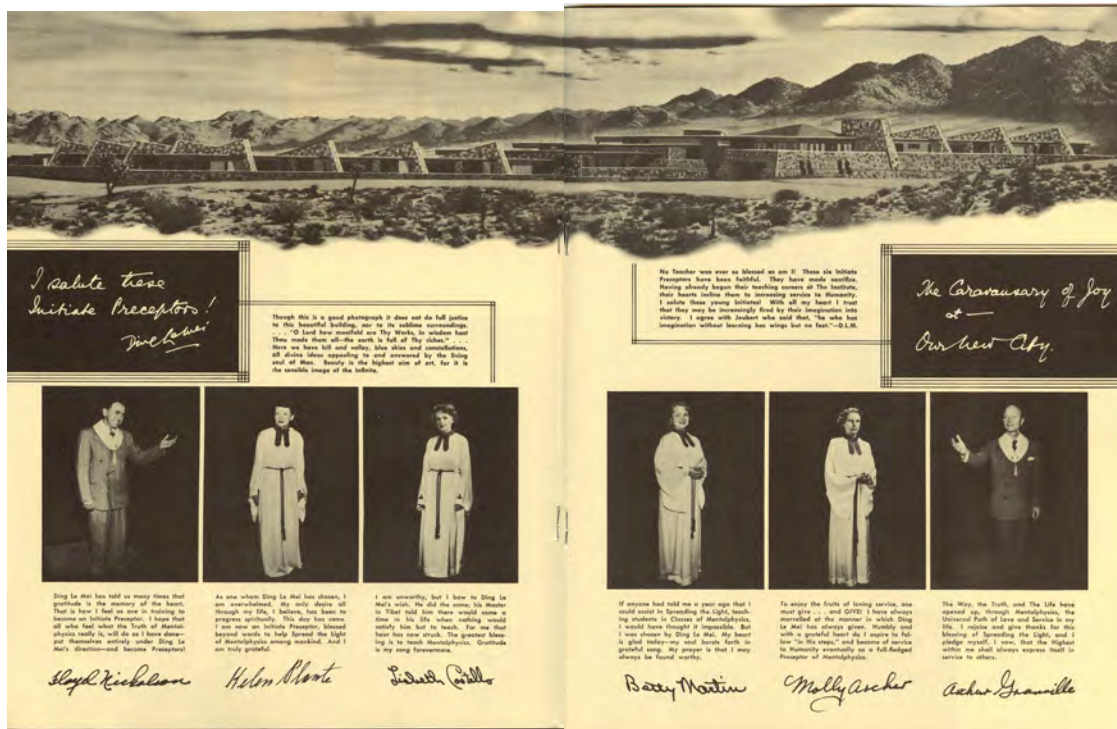 I salute these
Initiate Preceptors!
Though this is a good photograph it does not do full justice
to this beautiful building, nor to its sublime surroundings.
. . . . "O Lord how manifold are Thy Works, in wisdom hast
Thou made them all—the earth is full of Thy riches." . . . .
Here we have hill and valley, blue skies and constellations,
all divine ideas appealing to and answered by the living
soul of Man. Beauty is the highest aim of art, for it is
the sensible image of the Infinite.
Ding Le Mei has told us many times that
gratitude is the memory of the heart.
That is how I feel as one in training to
become an Initiate Preceptor. I hope that
all who feel what the Truth of Mental-
physics really is, will do as I have done—
put themselves entirely under Ding Le
Mei's direction—and become Preceptors!
Floyd Nicholson
As one whom Ding Le Mei has chosen, I
am overwhelmed. My only desire all
through my life, I believe, has been to
progress spiritually. This day has come.
I am now an Initiate Preceptor, blessed
beyond words to help Spread the Light
of Mentalphysics among mankind. And I
am truly grateful.
Helen Plante
I am unworthy, but I bow to Ding Le
Mei's wish. He did the same; his Master
in Tibet told him there would come a
time in his life when nothing would
satisfy him but to teach. For me that
hour has now struck. The greatest bless-
ing is to teach Mentalphysics. Gratitude
is my song forevermore.
Lisbeth Costello
No Teacher was ever so blessed as am I! These six Initiate
Preceptors have been faithful. They have made sacrifice.
Having already begun their teaching careers at The Institute,
their hearts incline them to increasing service to Humanity.
I salute these young Initiates! With all my heart I trust
that they may be increasingly fired by their imagination into
victory. I agree with Joubert who said that, "he who has
imagination without learning has wings but no feet."—D.L.M.
The Caravansary of Joy
at —
Our New City.
If anyone had told me a year ago that I
could assist in Spreading the Light, teach-
ing students in Classes of Mentalphysics,
I would have thought it impossible. But
I was chosen by Ding Le Mei. My heart
is glad today—my soul bursts forth in
grateful song. My prayer is that I may
always be found worthy.
Betty Martin
To enjoy the fruits of loving service, one
must give . . . and GIVE! I have always
marvelled at the manner in which Ding
Le Mei has always given. Humbly and
with a grateful heart do I aspire to fol-
low "in His steps," and become of service
to Humanity eventually as a full-fledged
Preceptor of Mentalphysics.
Molly Archer
The Way, the Truth, and The Life have
opened up, through Mentalphysics, the
Universal Path of Love and Service in my
life. I rejoice and give thanks for this
blessing of Spreading the Light, and I
pledge myself, I vow, that the Highest
within me shall always express itself in
service to others.
Arthur Granville